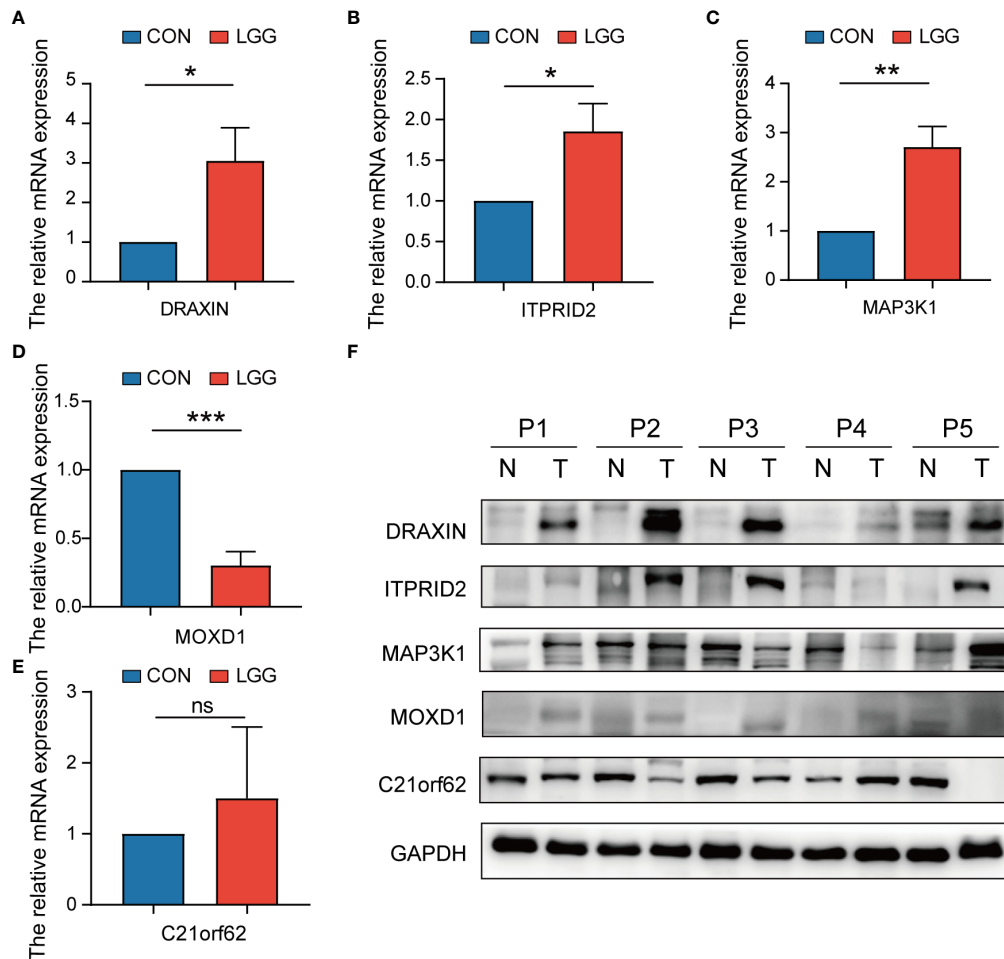 A
CON LGG
*
The relative mRNA expression
5
4
3
2
1
0
DRAXIN
B
CON LGG
*
The relative mRNA expression
2.5
2.0
1.5
1.0
0.5
0.0
ITPRID2
C
CON LGG
**
The relative mRNA expression
4
3
2
1
0
MAP3K1
D
CON LGG
***
The relative mRNA expression
1.5
1.0
0.5
0.0
MOXD1
E
CON LGG
ns
The relative mRNA expression
3
2
1
0
C21orf62
F
P1 P2 P3 P4 P5
N T N T N T N T N T
DRAXIN
ITPRID2
MAP3K1
MOXD1
C21orf62
GAPDH